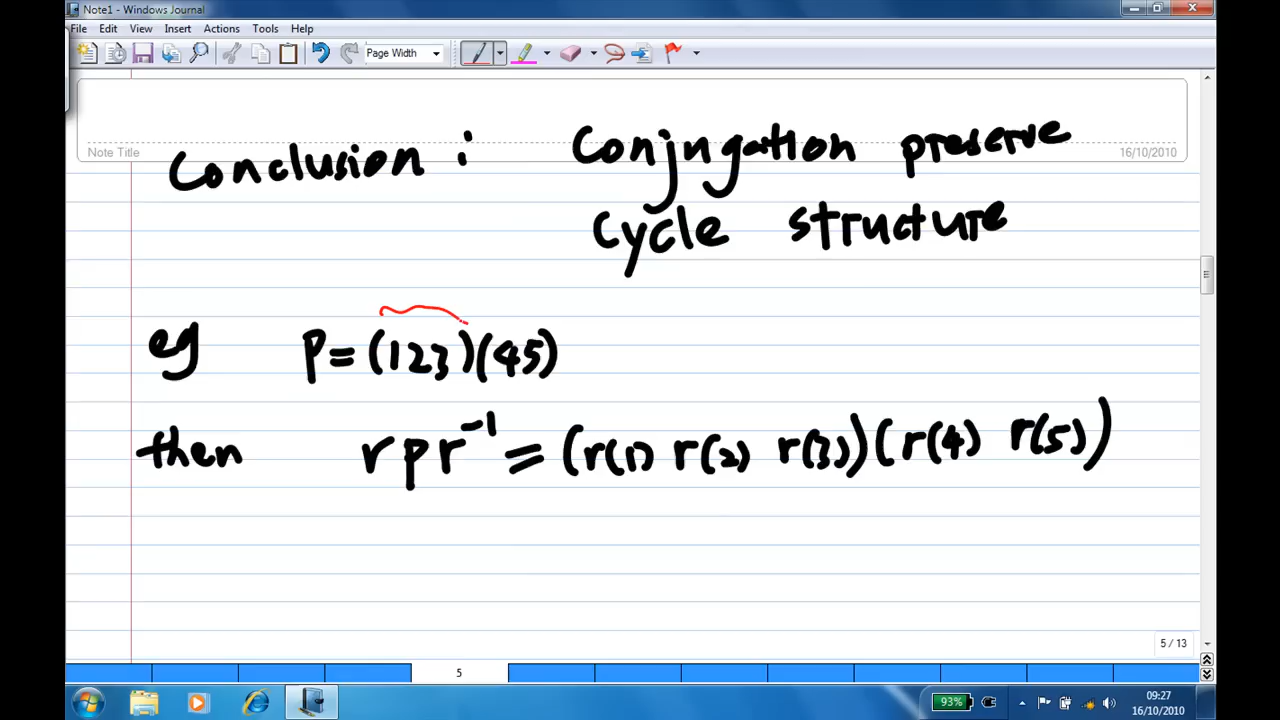 Note1 - Windows Journal
File Edit View Insert Actions Tools Help
Page Width
Conclusion : Conjugation preserve
Note Title
16/10/2010
cycle structure
eg p = (123)(45)
then r p r⁻¹ = (r(1) r(2) r(3))(r(4) r(5))
5 / 13
5
93%
09:27
16/10/2010